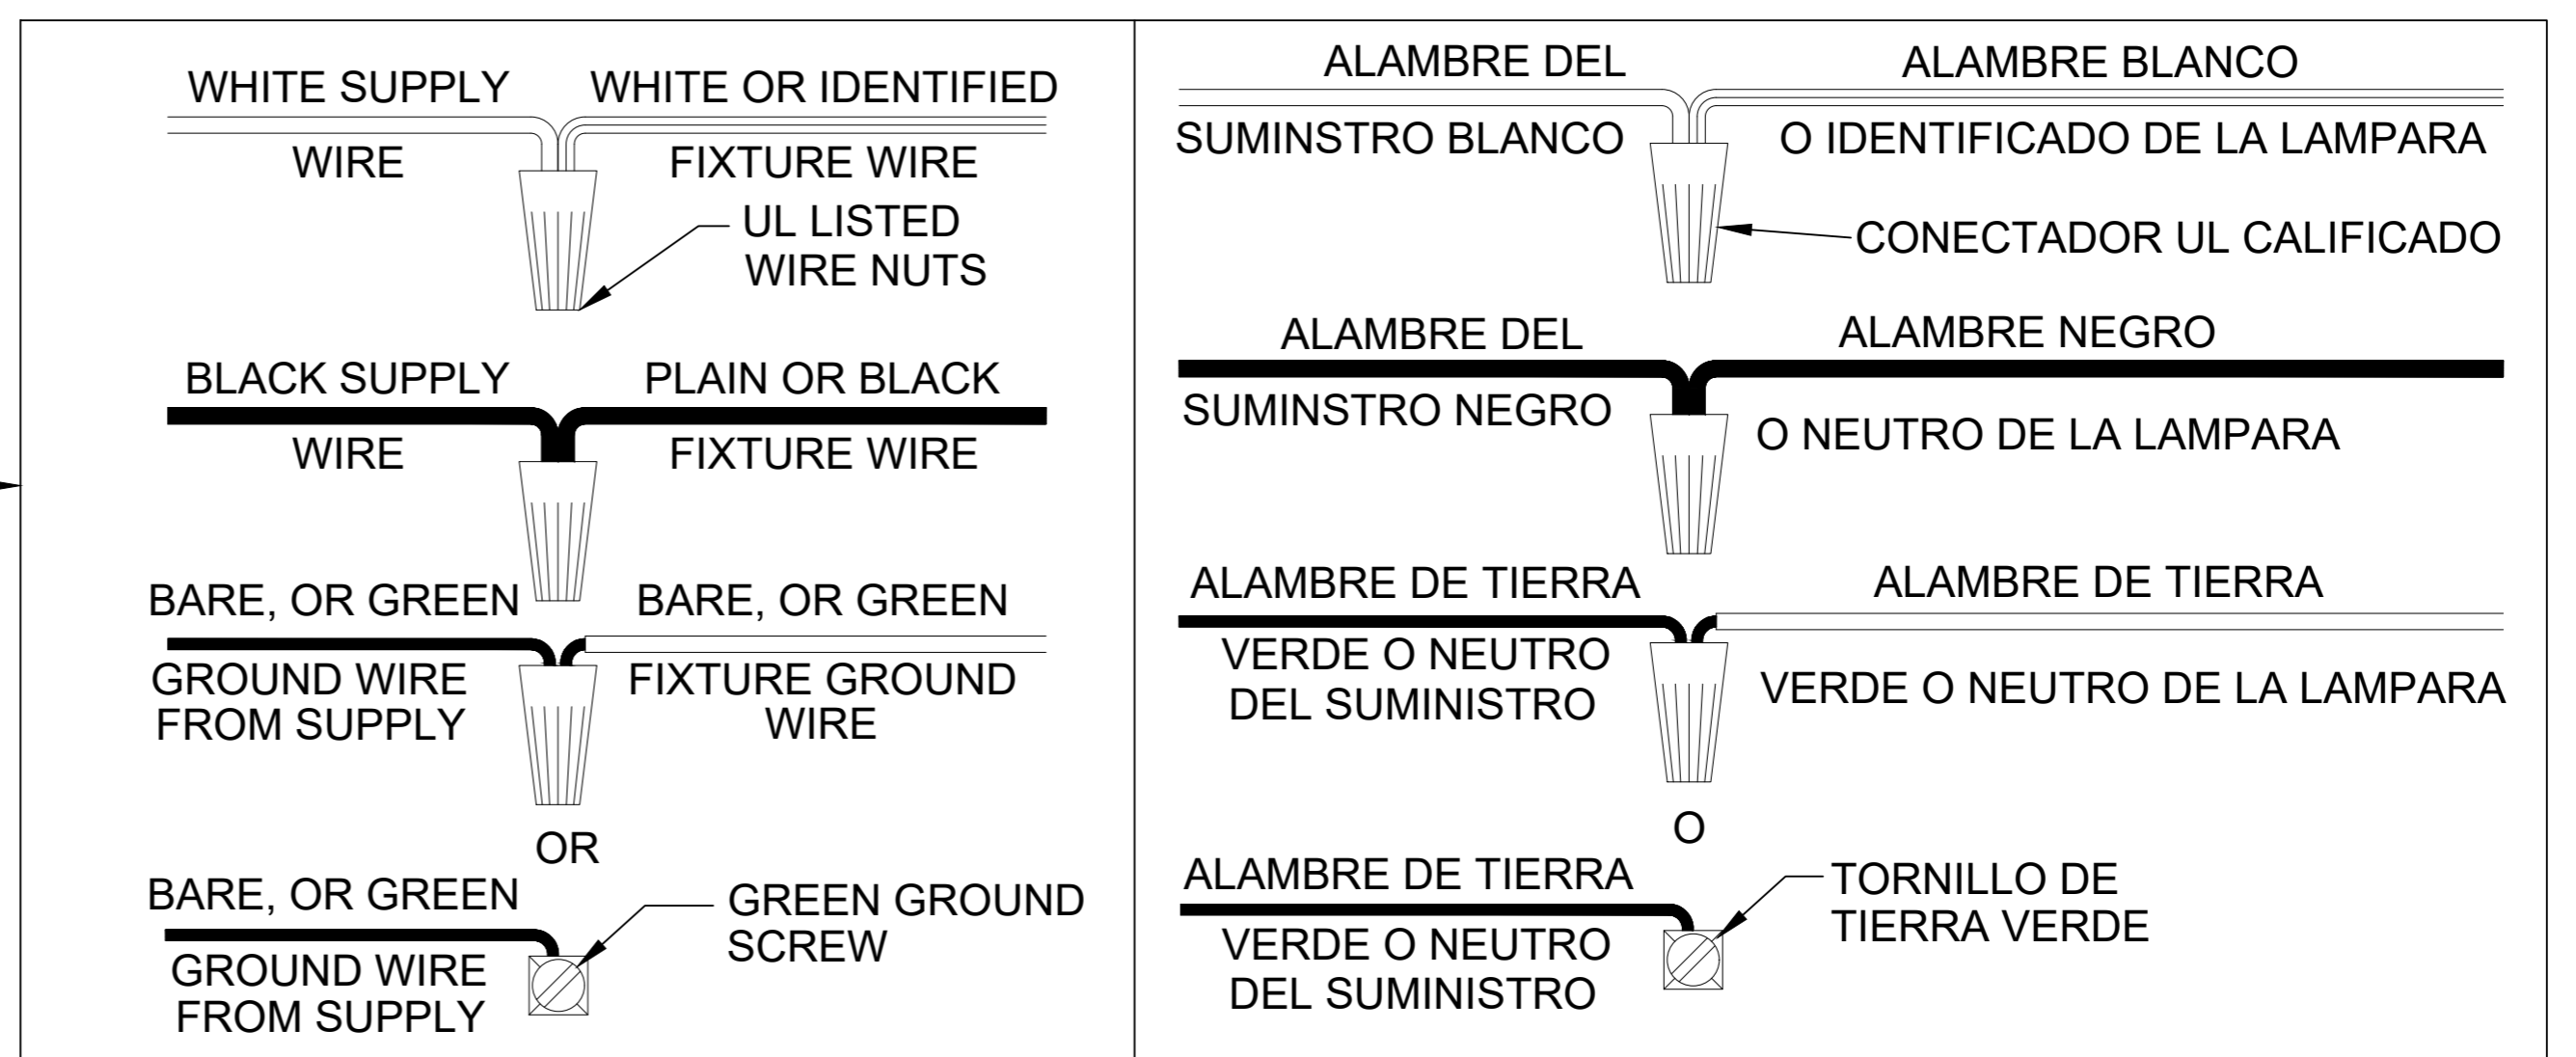 WHITE SUPPLY
WIRE
WHITE OR IDENTIFIED
FIXTURE WIRE
UL LISTED
WIRE NUTS
BLACK SUPPLY
WIRE
PLAIN OR BLACK
FIXTURE WIRE
BARE, OR GREEN
GROUND WIRE
FROM SUPPLY
BARE, OR GREEN
FIXTURE GROUND
WIRE
OR
BARE, OR GREEN
GROUND WIRE
FROM SUPPLY
GREEN GROUND
SCREW
ALAMBRE DEL
SUMINSTRO BLANCO
ALAMBRE BLANCO
O IDENTIFICADO DE LA LAMPARA
CONECTADOR UL CALIFICADO
ALAMBRE DEL
SUMINSTRO NEGRO
ALAMBRE NEGRO
O NEUTRO DE LA LAMPARA
ALAMBRE DE TIERRA
VERDE O NEUTRO
DEL SUMINISTRO
ALAMBRE DE TIERRA
VERDE O NEUTRO DE LA LAMPARA
O
ALAMBRE DE TIERRA
VERDE O NEUTRO
DEL SUMINISTRO
TORNILLO DE
TIERRA VERDE